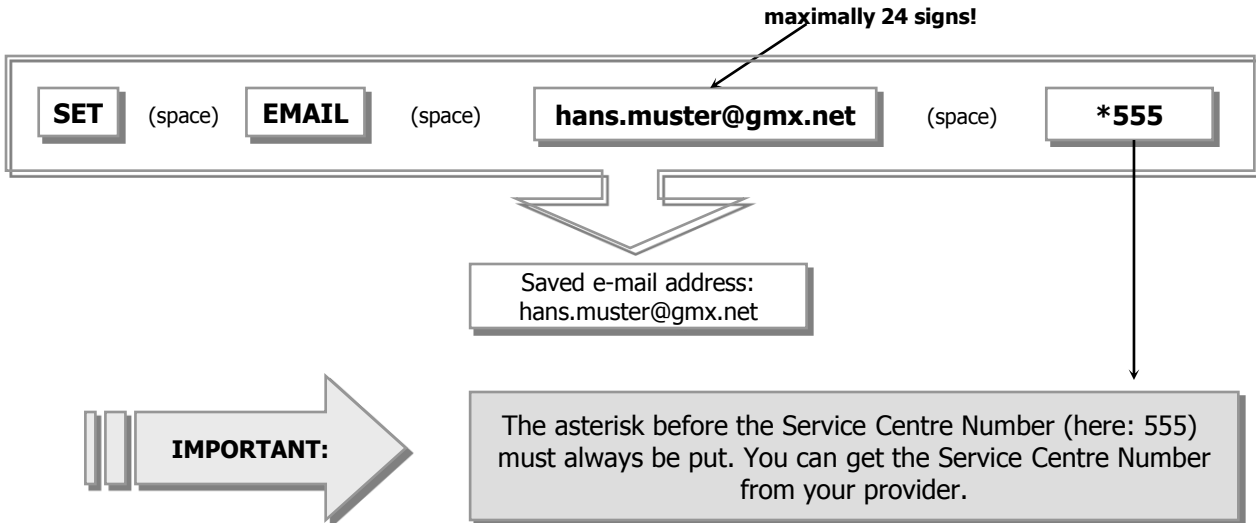 maximally 24 signs!
SET (space) EMAIL (space) hans.muster@gmx.net (space) *555
Saved e-mail address:
hans.muster@gmx.net
IMPORTANT:
The asterisk before the Service Centre Number (here: 555)
must always be put. You can get the Service Centre Number
from your provider.